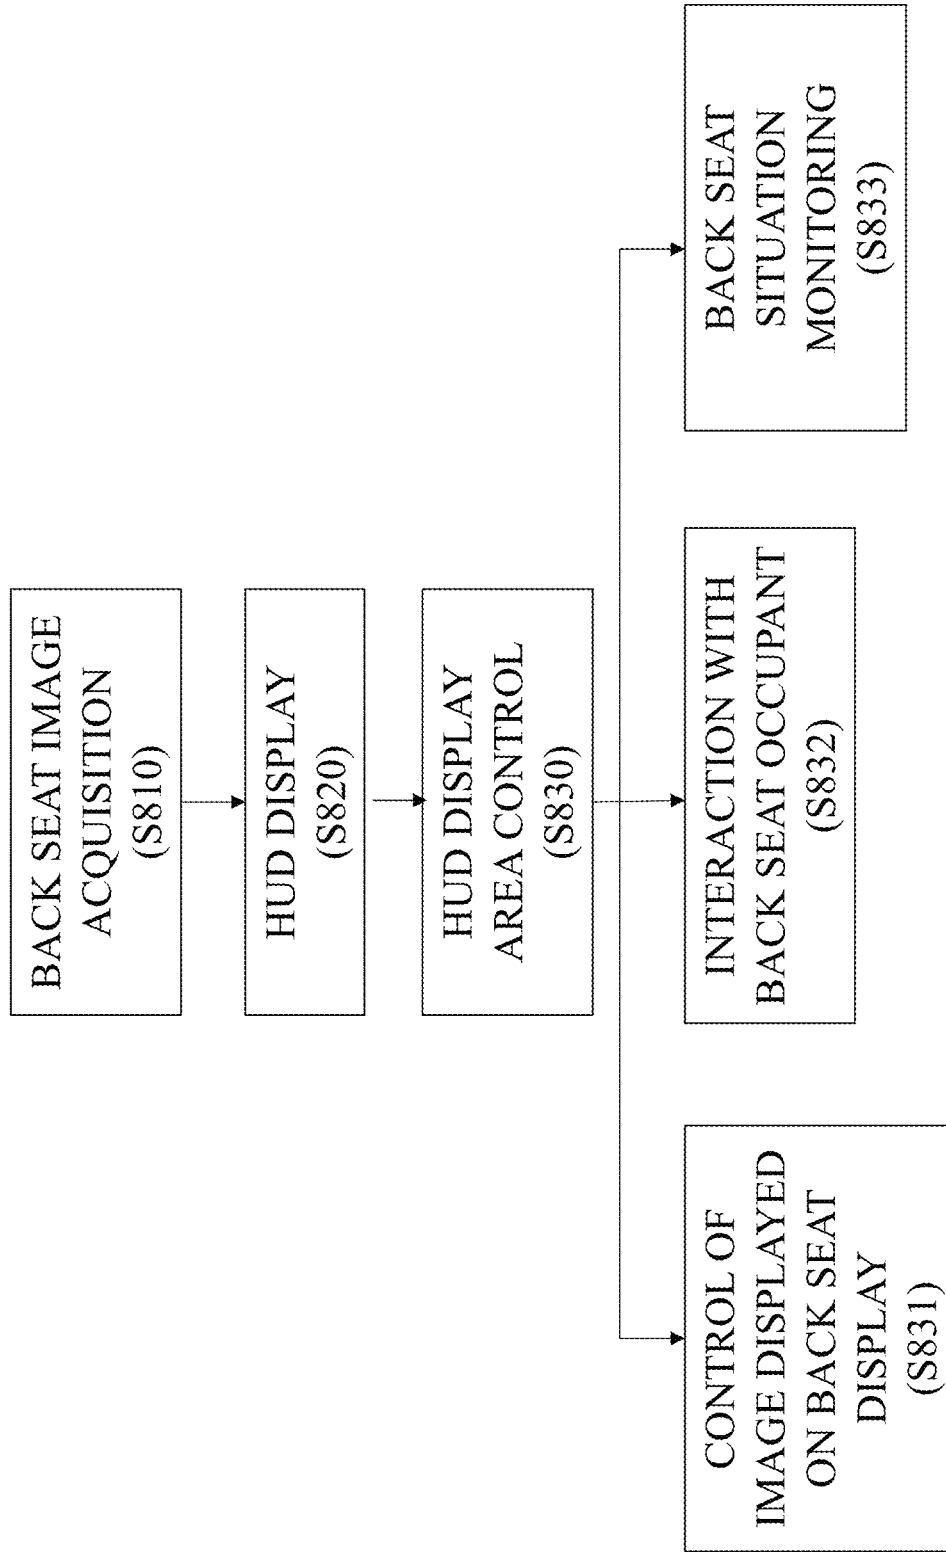 BACK SEAT IMAGE
ACQUISITION
(S810)
HUD DISPLAY
(S820)
HUD DISPLAY
AREA CONTROL
(S830)
CONTROL OF
IMAGE DISPLAYED
ON BACK SEAT
DISPLAY
(S831)
INTERACTION WITH
BACK SEAT OCCUPANT
(S832)
BACK SEAT
SITUATION
MONITORING
(S833)